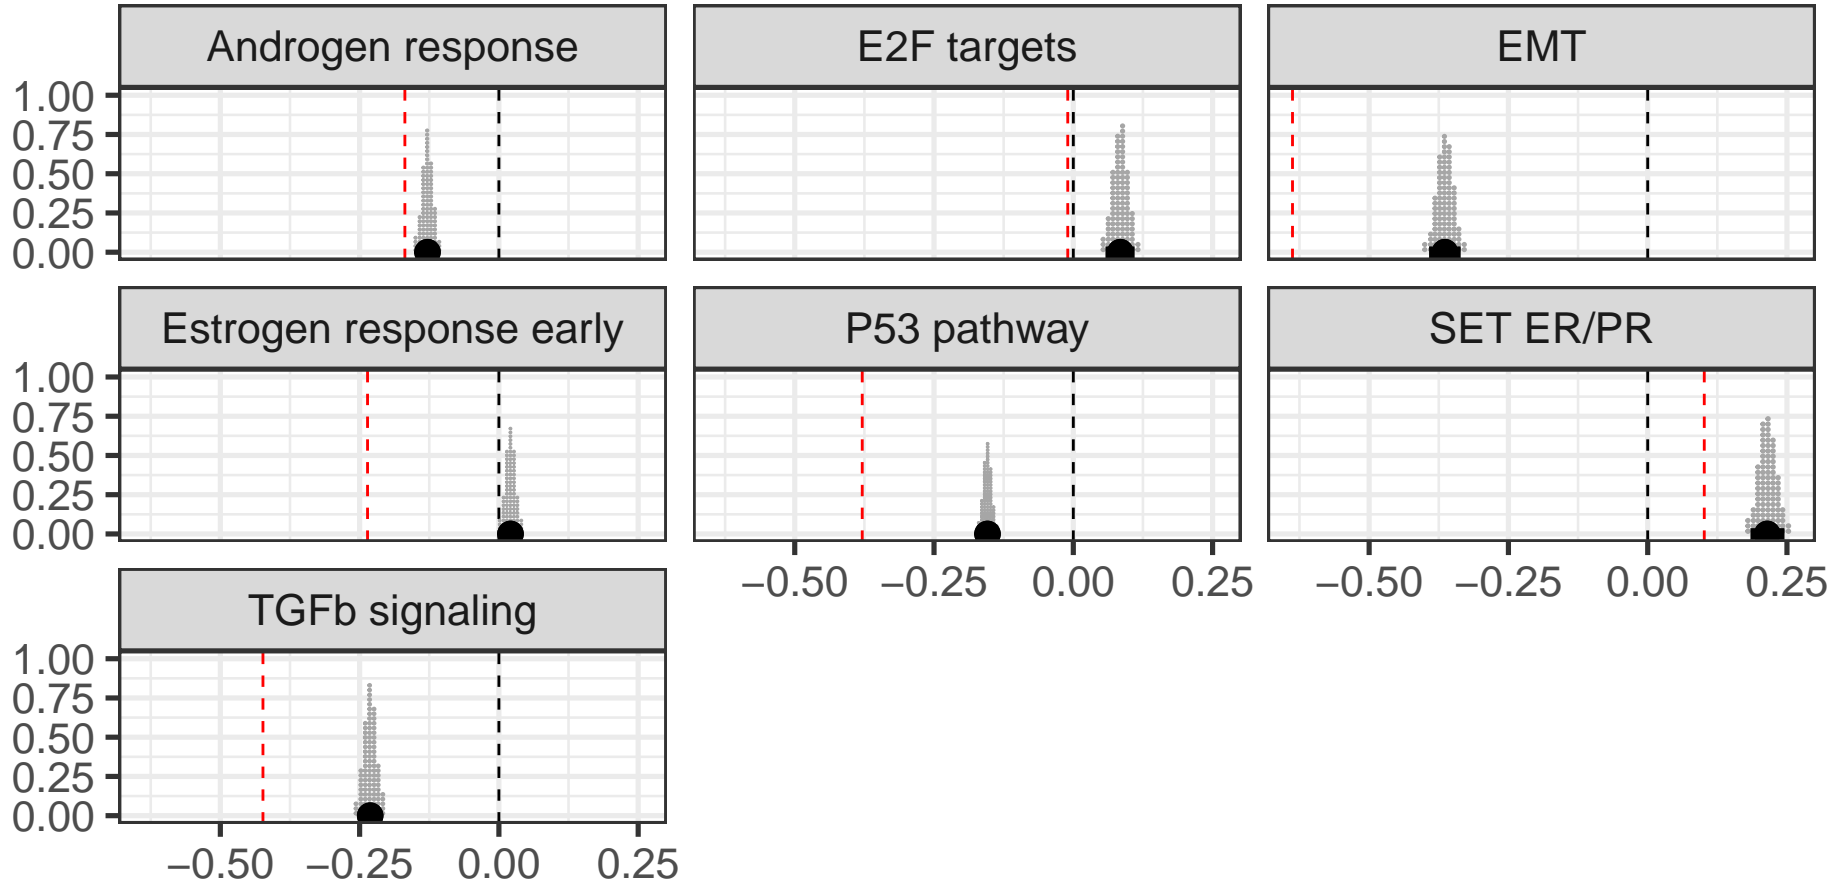 Androgen response
E2F targets
EMT
1.00
0.75
0.50
0.25
0.00
Estrogen response early
P53 pathway
SET ER/PR
1.00
0.75
0.50
0.25
0.00
−0.50 −0.25 0.00 0.25
−0.50 −0.25 0.00 0.25
TGFb signaling
1.00
0.75
0.50
0.25
0.00
−0.50 −0.25 0.00 0.25